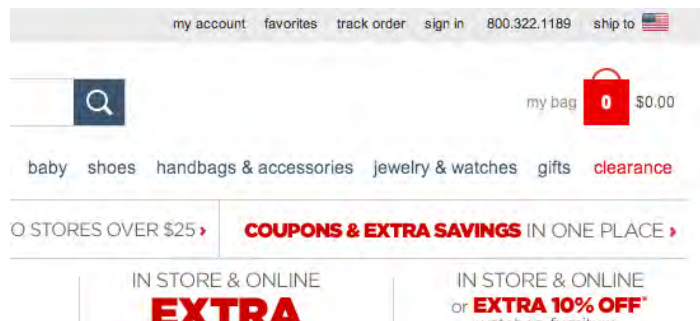 my account favorites track order sign in 800.322.1189 ship to
my bag 0 $0.00
baby shoes handbags & accessories jewelry & watches gifts clearance
O STORES OVER $25 › COUPONS & EXTRA SAVINGS IN ONE PLACE ›
IN STORE & ONLINE
EXTRA
IN STORE & ONLINE
or EXTRA 10% OFF*